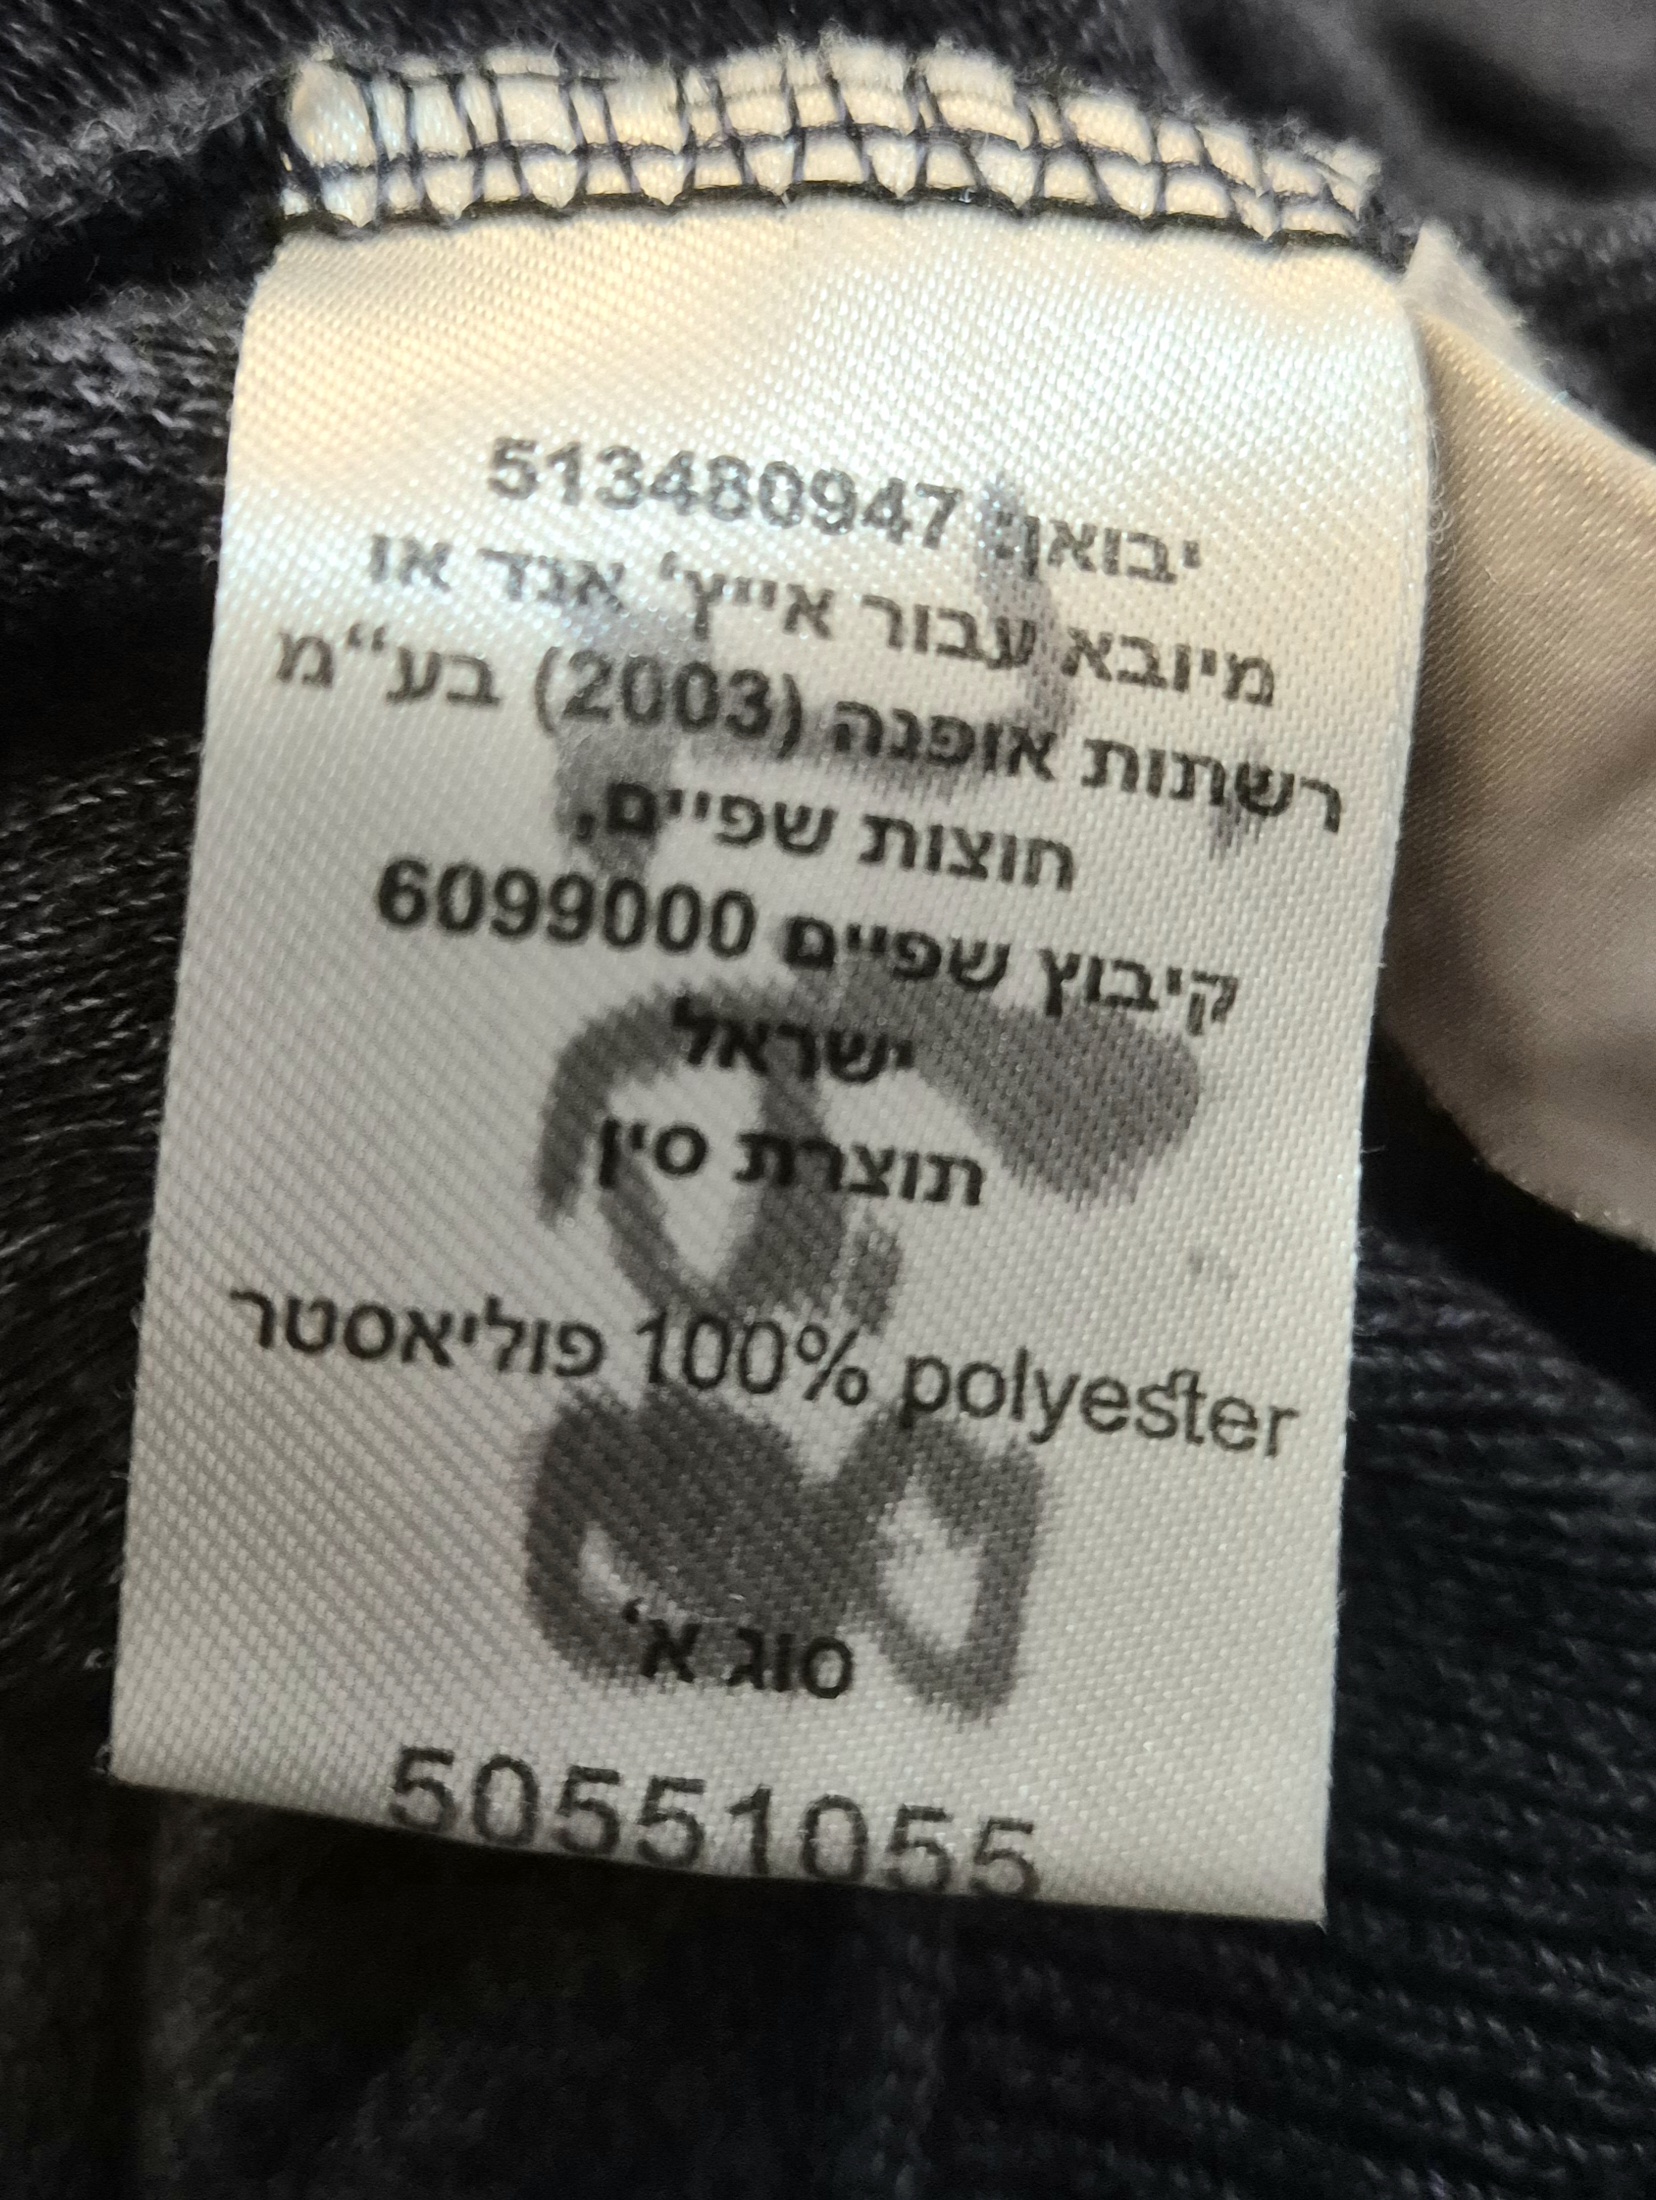 יבואן: 513480947
מיובא עבור אייץ' אנד או
רשתות אופנה (2003) בע"מ
חוצות שפיים,
קיבוץ שפיים 6099000
ישראל
תוצרת סין
פוליאסטר 100% polyester
סוג א'
50551055